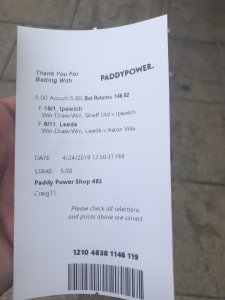 Thank You For
Betting With
PADDYPOWER.
5.00 Accum 5.00, Bet Returns 146.82
F 16/1, Ipswich
Win-Draw-Win, Sheff Utd v Ipswich
F 8/11, Leeds
Win-Draw-Win, Leeds v Aston Villa
DATE: 4/24/2019 12:50:37 PM
STAKE: 5.00
Paddy Power Shop 483
CraigT1
Please check all selections
and prices above are correct
1210 4838 1146 119